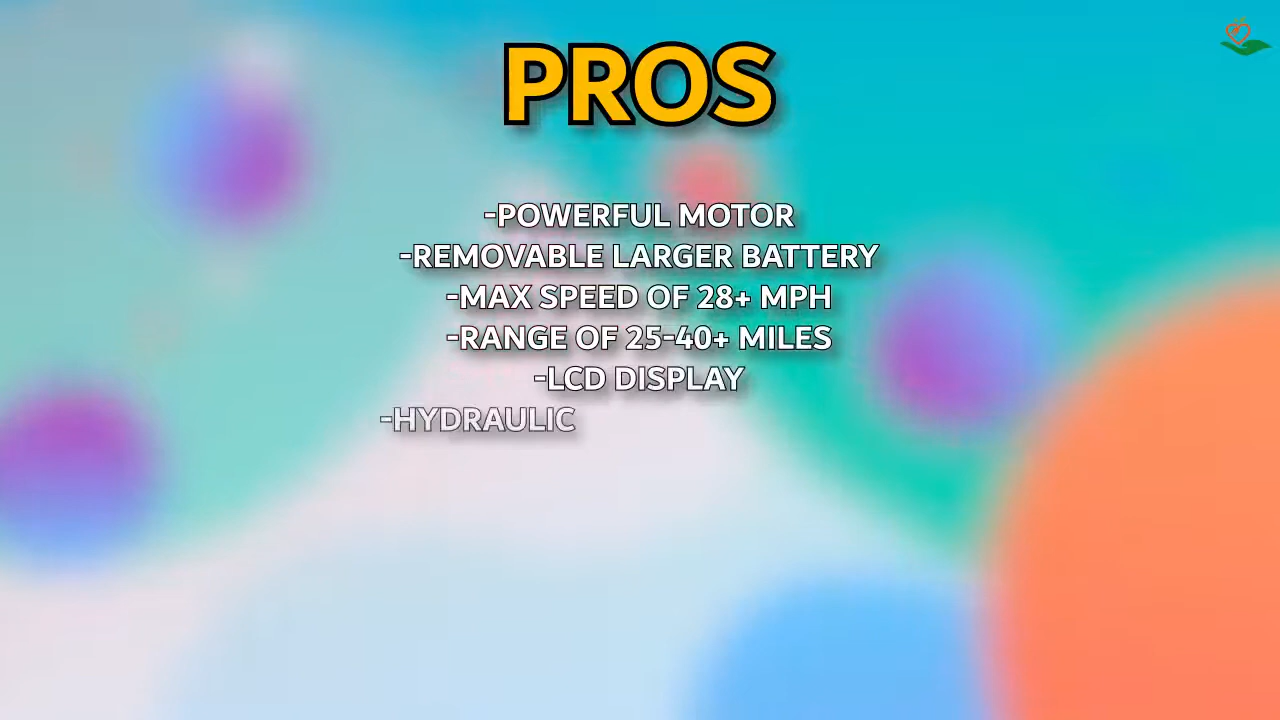 PROS
-POWERFUL MOTOR
-REMOVABLE LARGER BATTERY
-MAX SPEED OF 28+ MPH
-RANGE OF 25-40+ MILES
-LCD DISPLAY
-HYDRAULIC